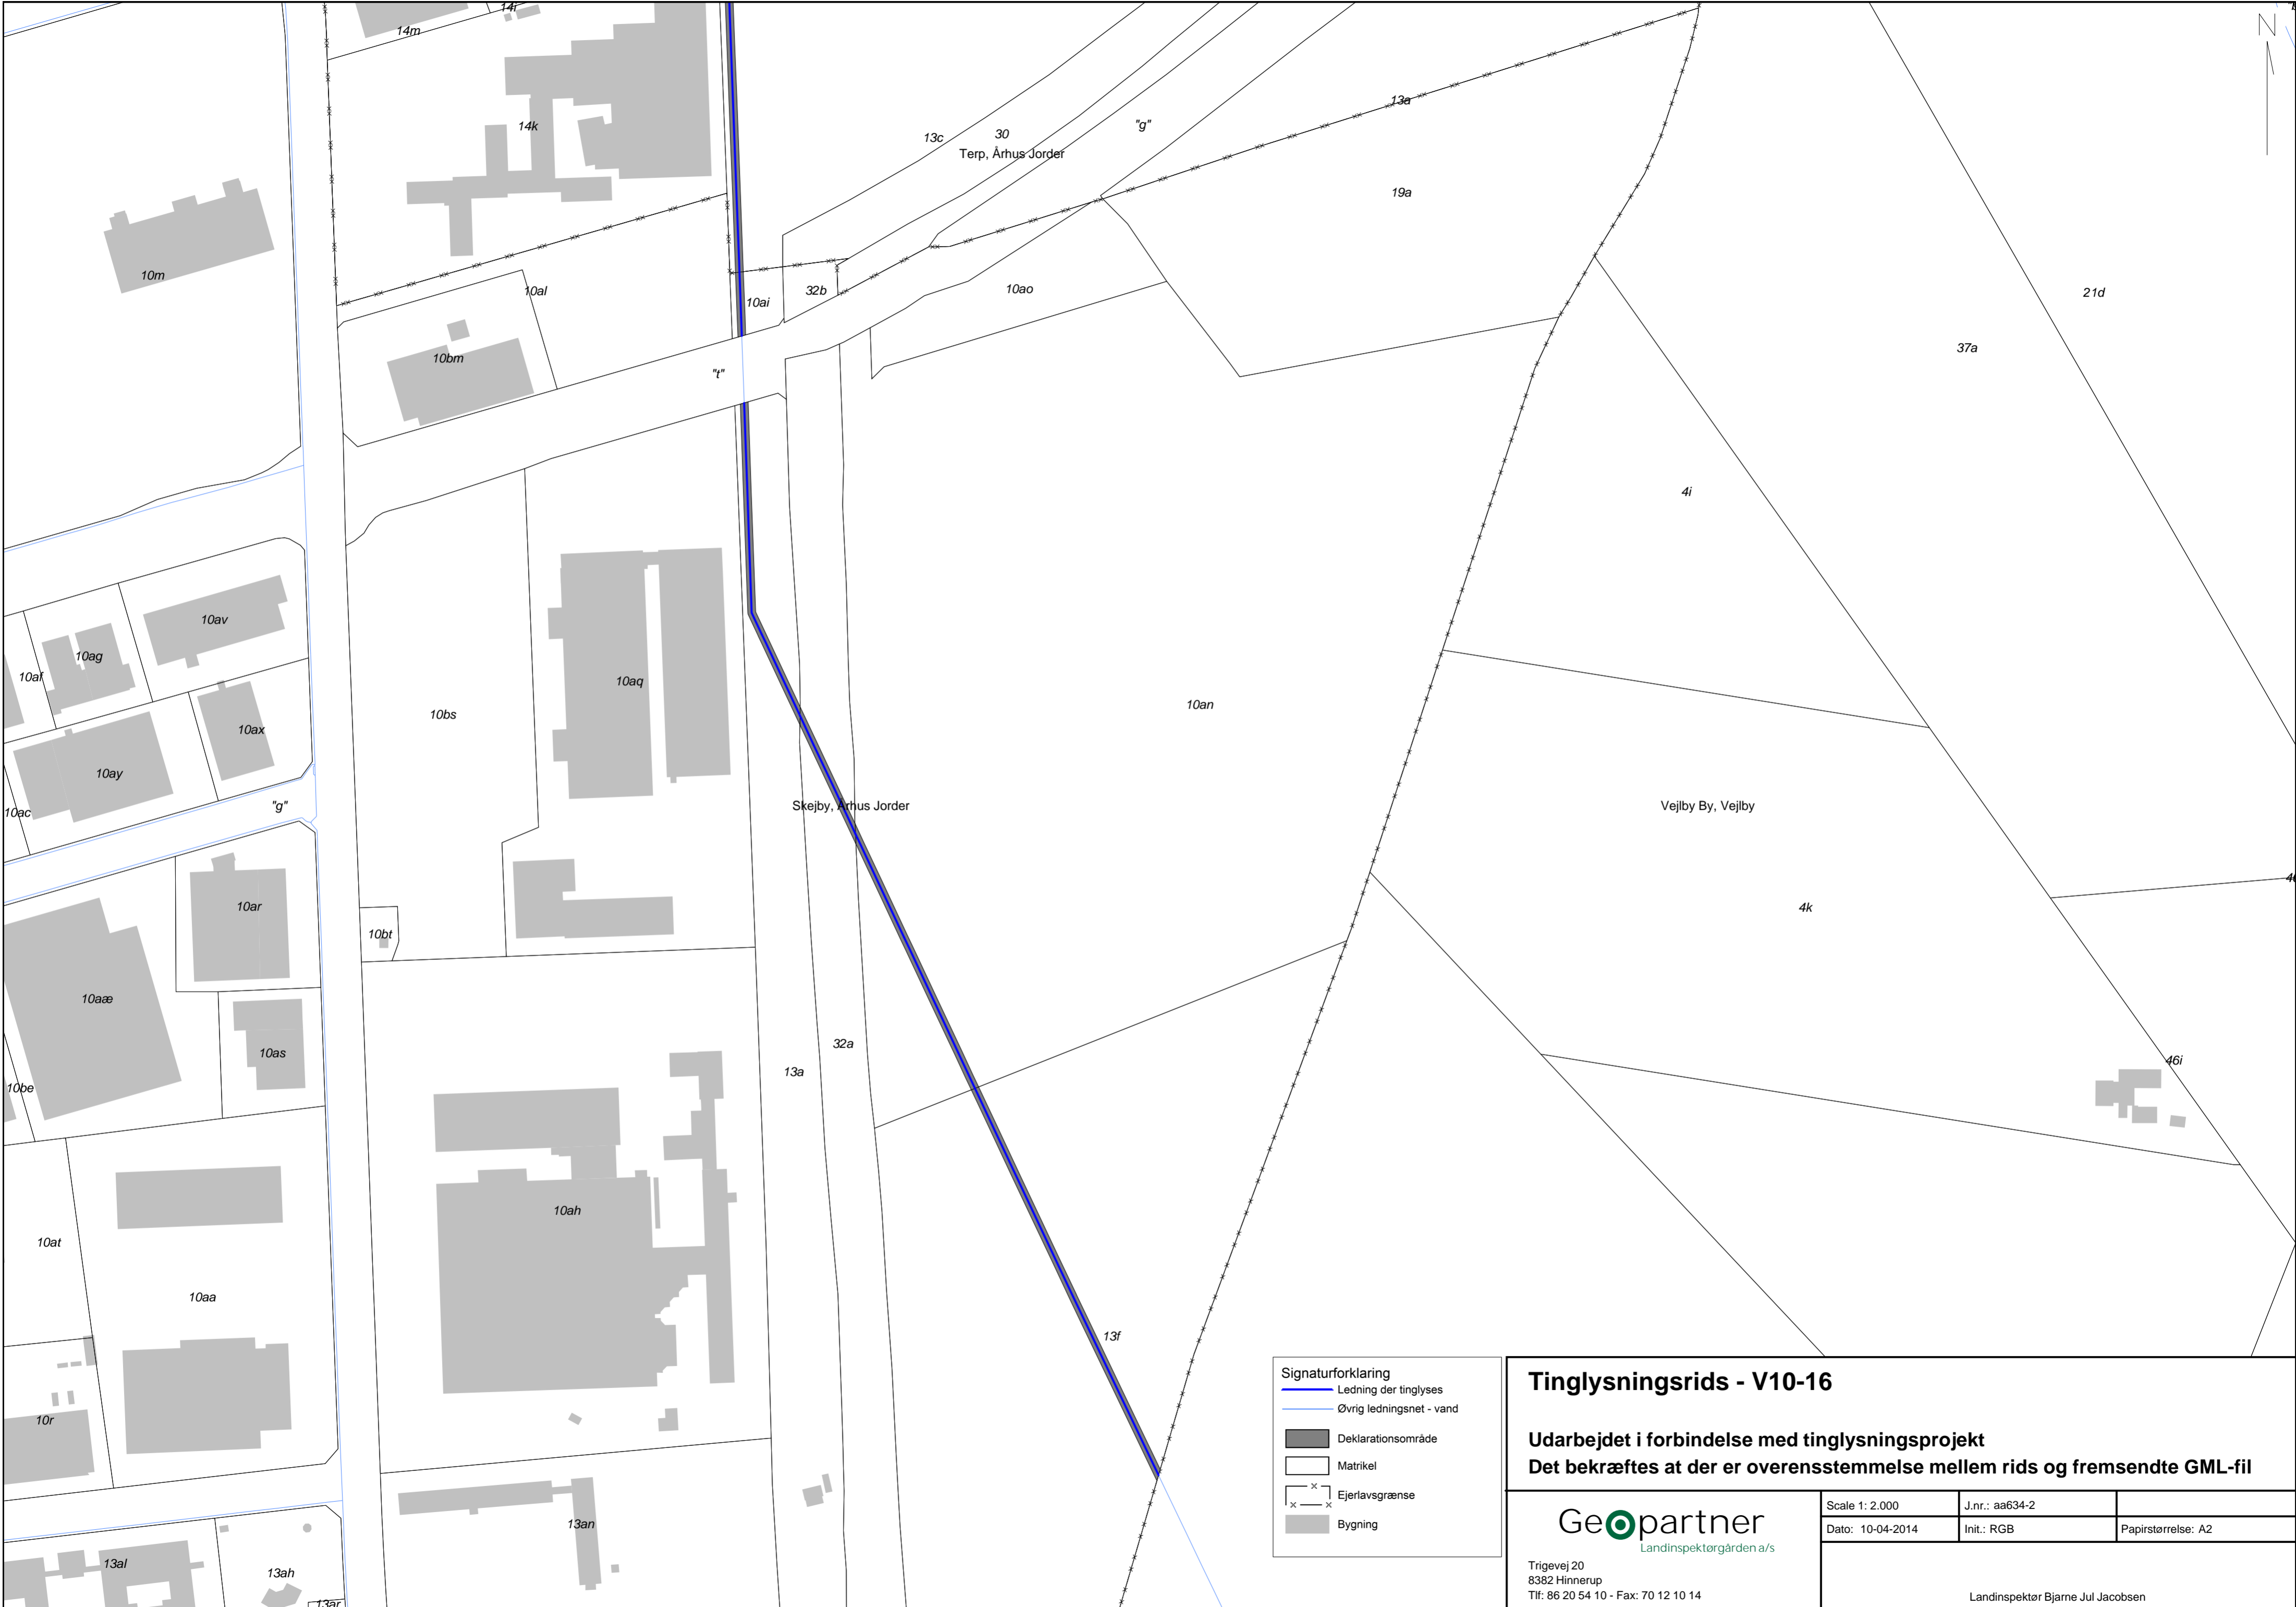 14i
14m
N
14k
13c
30
"g"
13a
Terp, Århus Jorder
19a
10m
10al
10ai
32b
10ao
21d
10bm
"t"
37a
4i
10av
10ag
10af
10aq
10bs
10an
10ax
10ay
"g"
10ac
Skejby, Århus Jorder
Vejlby By, Vejlby
10ar
10bt
4k
10aæ
10as
10be
13a
32a
46i
10ah
10at
10aa
13f
10r
13an
13al
13ah
13ar
Signaturforklaring
Ledning der tinglyses
Øvrig ledningsnet - vand
Deklarationsområde
Matrikel
Ejerlavsgrænse
Bygning
Tinglysningsrids - V10-16
Udarbejdet i forbindelse med tinglysningsprojekt
Det bekræftes at der er overensstemmelse mellem rids og fremsendte GML-fil
Geopartner
Landinspektørgården a/s
Trigevej 20
8382 Hinnerup
Tlf: 86 20 54 10 - Fax: 70 12 10 14
Scale 1: 2.000
J.nr.: aa634-2
Dato: 10-04-2014
Init.: RGB
Papirstørrelse: A2
Landinspektør Bjarne Jul Jacobsen